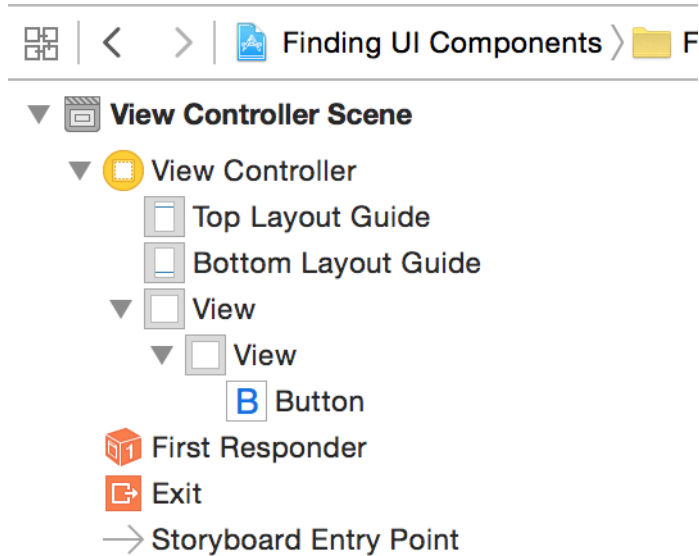 Finding UI Components F
View Controller Scene
View Controller
Top Layout Guide
Bottom Layout Guide
View
View
B Button
1 First Responder
Exit
Storyboard Entry Point